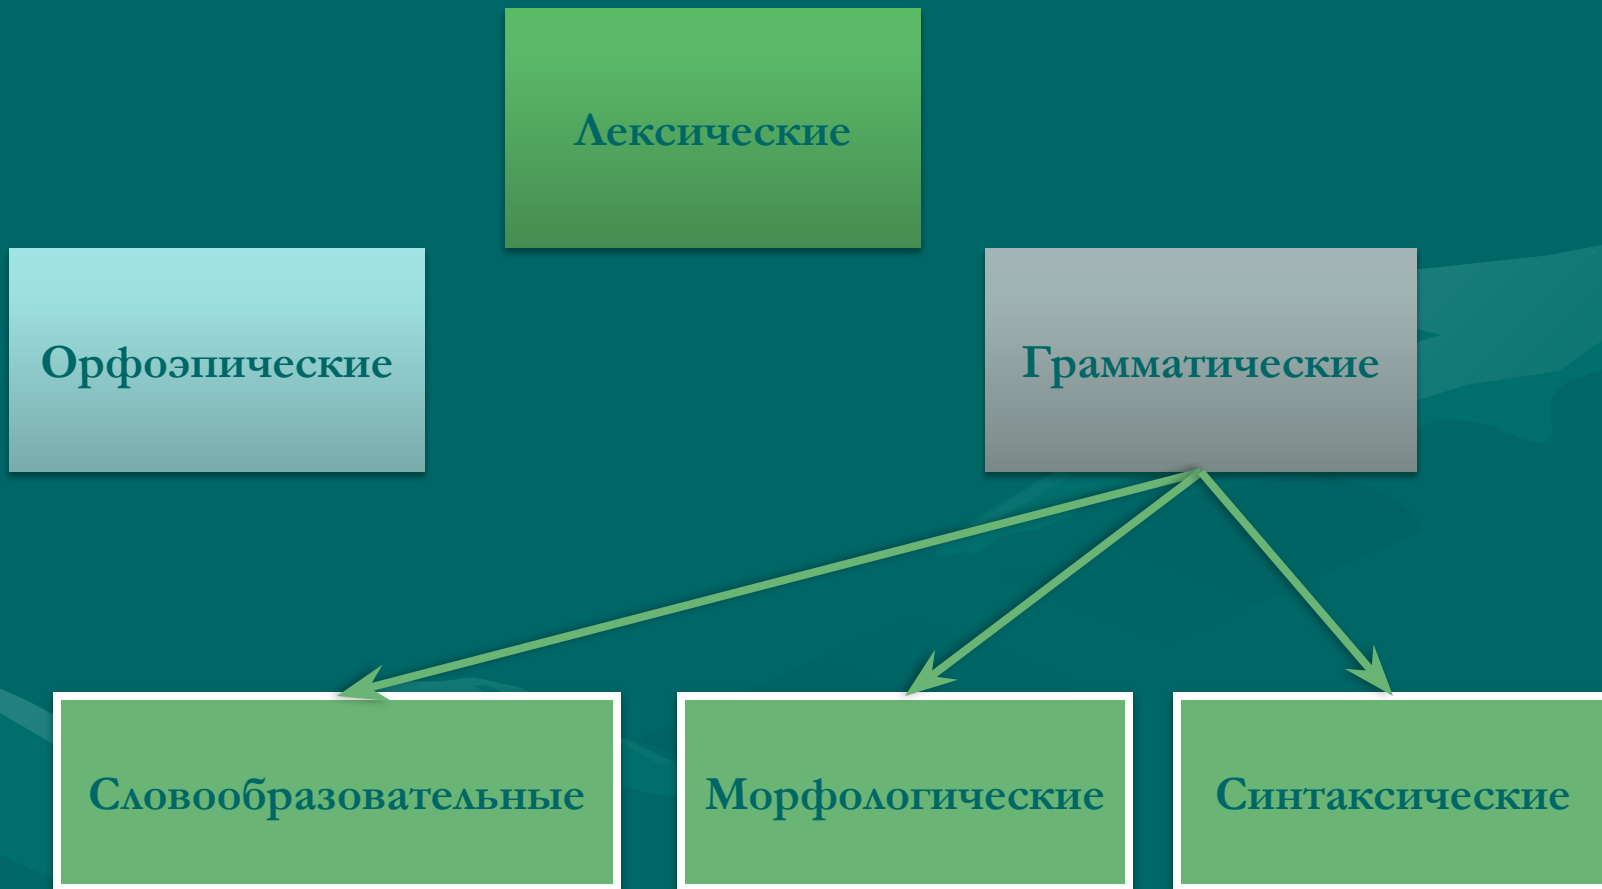 Лексические
Орфоэпические
Грамматические
Словообразовательные
Морфологические
Синтаксические